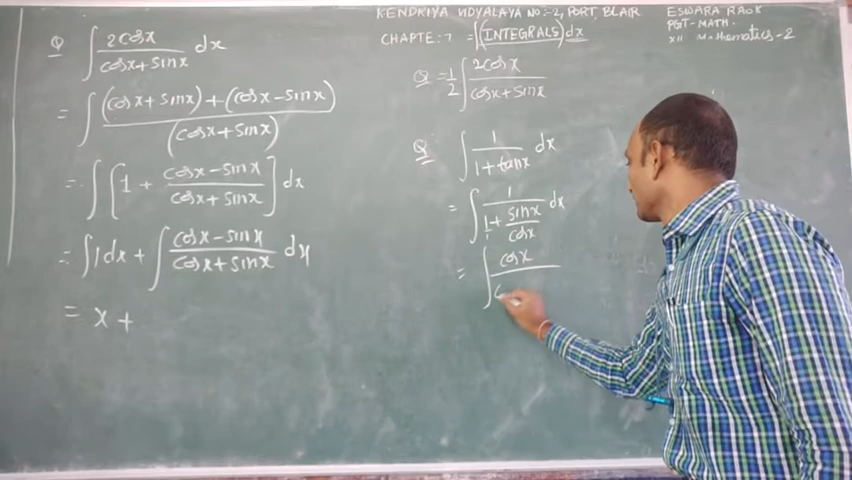 KENDRIYA VIDYALAYA NO:-2, PORT, BLAIR
ESWARA RAO K
PGT-MATH.
XII Mathematics-2
CHAPTE: 7 = ∫(INTEGRALS)dx
Q ∫ 2cosx / (cosx + sinx) dx
= ∫ ((cosx + sinx) + (cosx - sinx)) / (cosx + sinx)
= ∫ [1 + (cosx - sinx) / (cosx + sinx)] dx
= ∫1dx + ∫ (cosx - sinx) / (cosx + sinx) dx
= x +
Q = 1/2 ∫ 2cosx / (cosx + sinx)
Q ∫ 1 / (1 + tanx) dx
= ∫ 1 / (1/1 + sinx/cosx) dx
= ∫ cosx / c